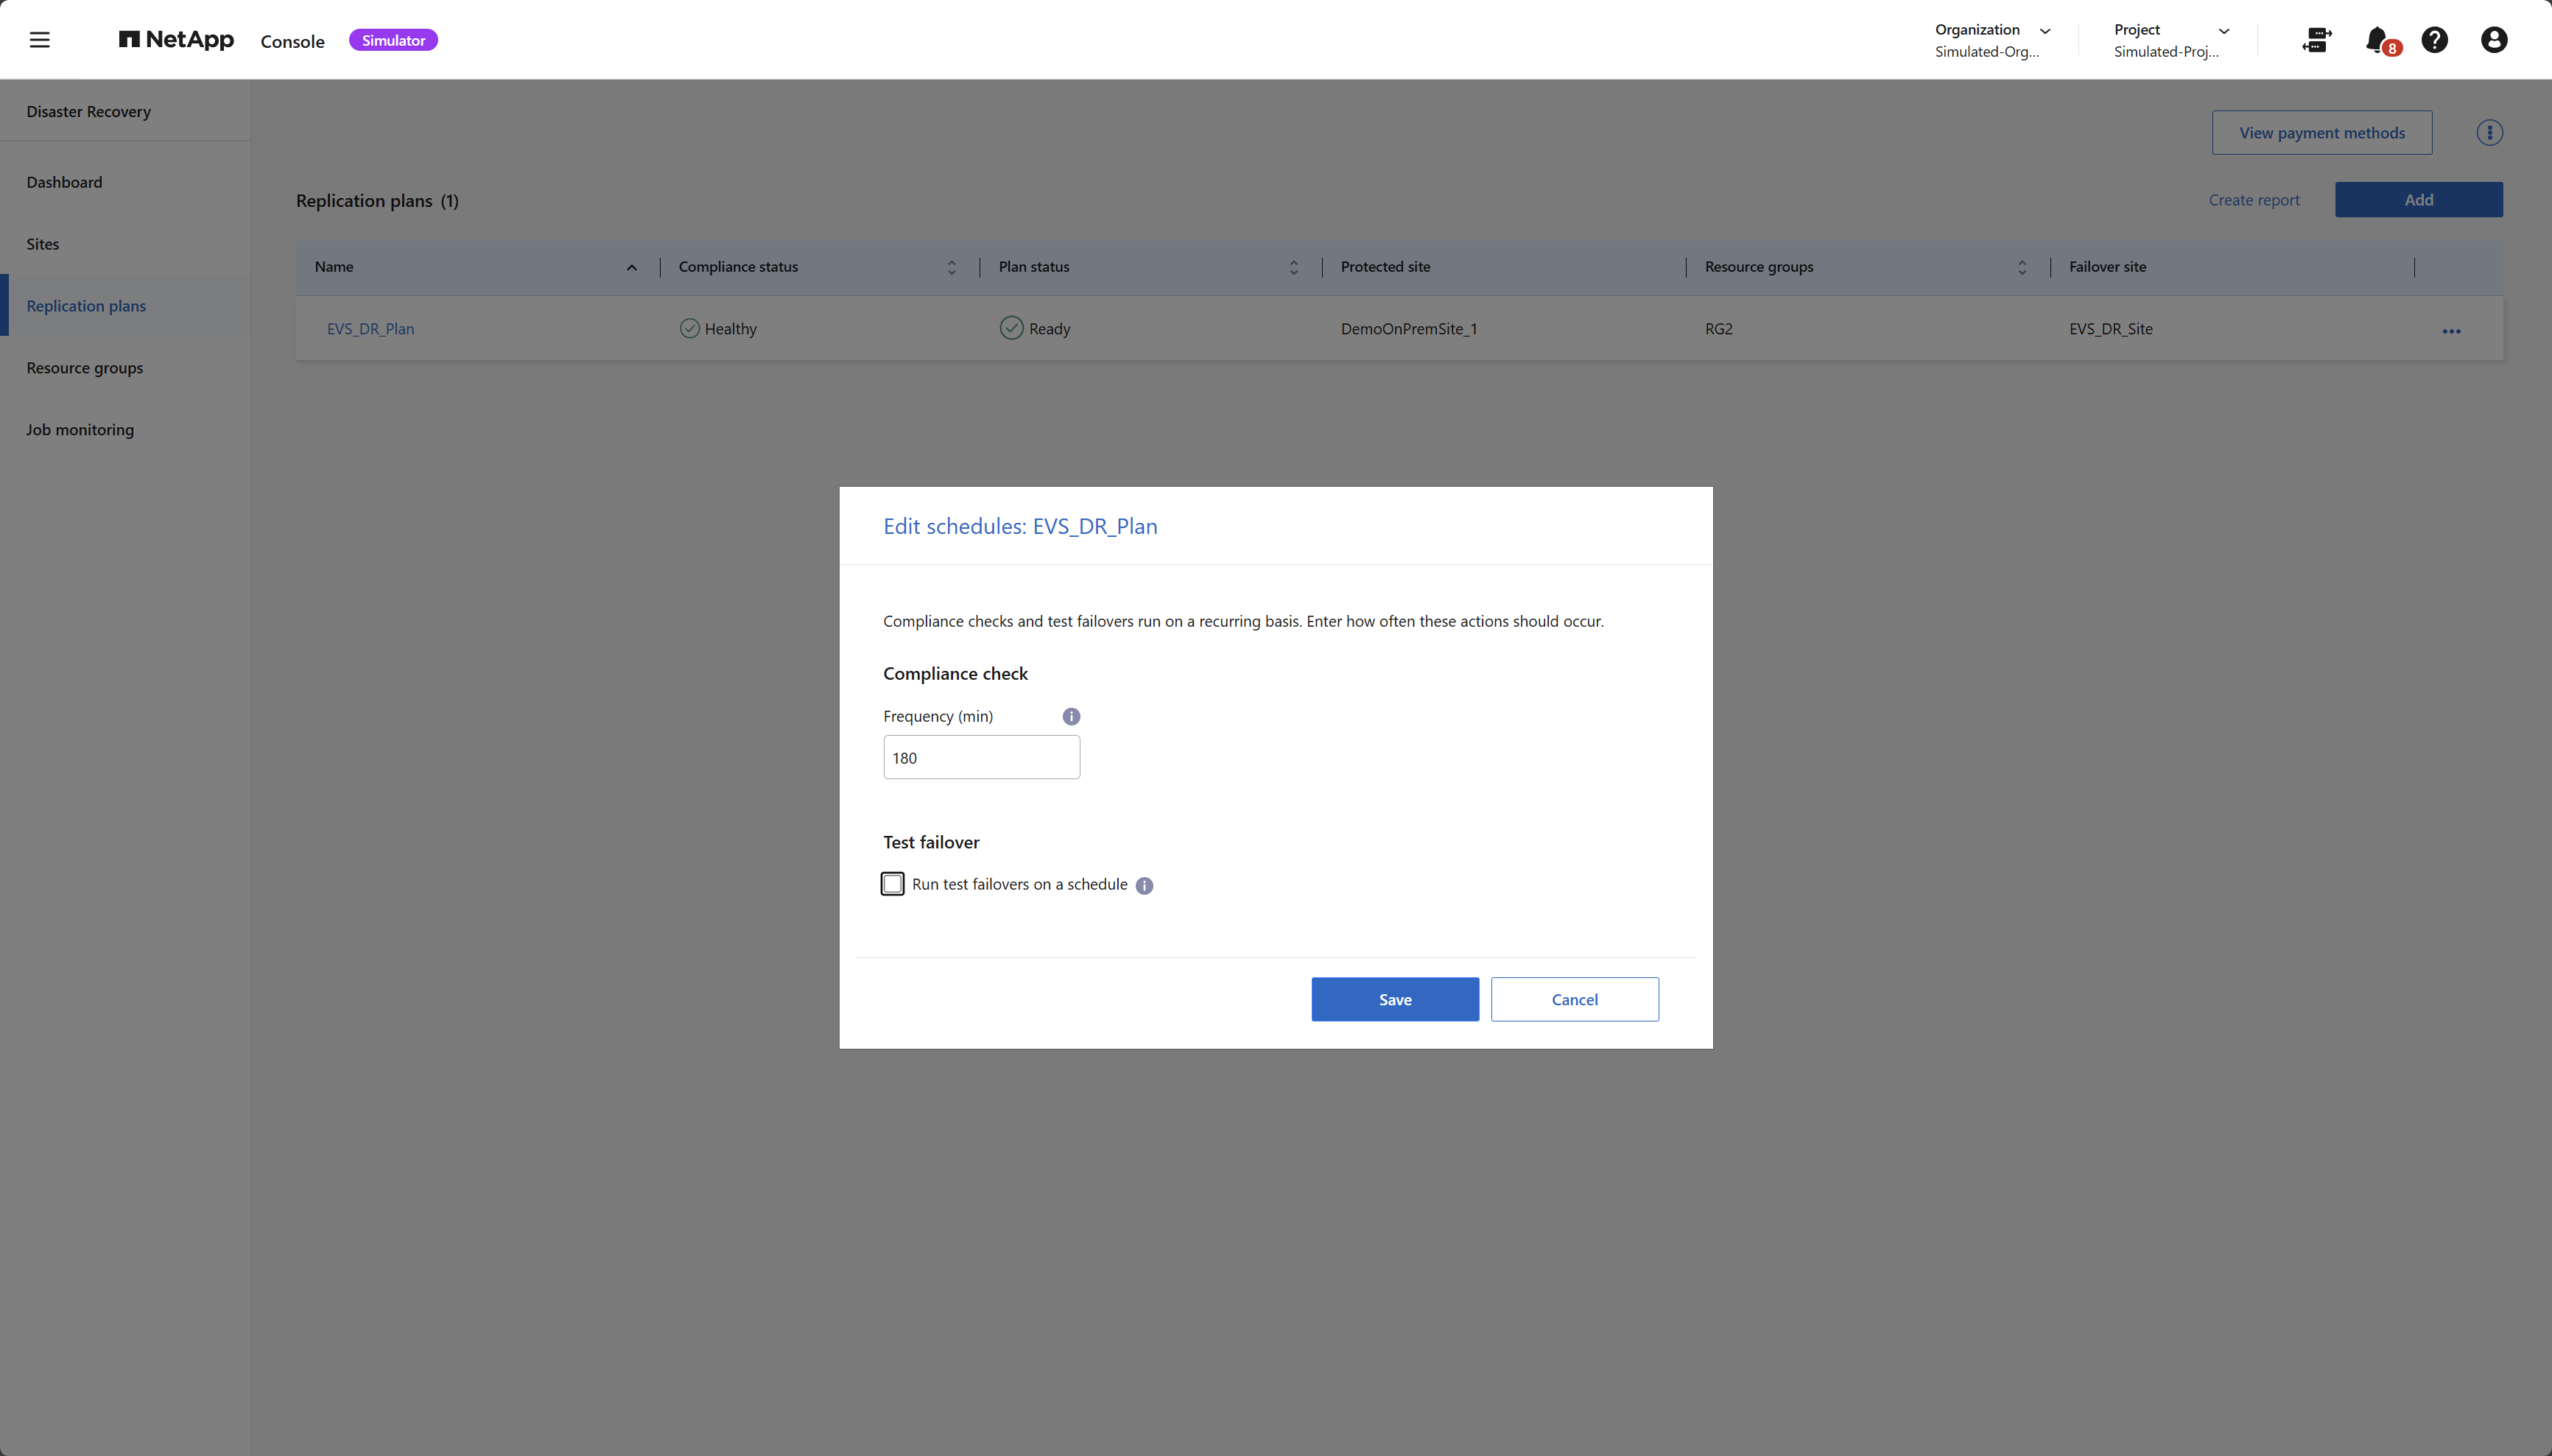 NetApp Console Simulator
Organization
Simulated-Org...
Project
Simulated-Proj...
8
Disaster Recovery
Dashboard
Sites
Replication plans
Resource groups
Job monitoring
View payment methods
Replication plans (1)
Create report
Add
Name Compliance status Plan status Protected site Resource groups Failover site
EVS_DR_Plan Healthy Ready DemoOnPremSite_1 RG2 EVS_DR_Site
Edit schedules: EVS_DR_Plan
Compliance checks and test failovers run on a recurring basis. Enter how often these actions should occur.
Compliance check
Frequency (min)
180
Test failover
Run test failovers on a schedule
Save Cancel